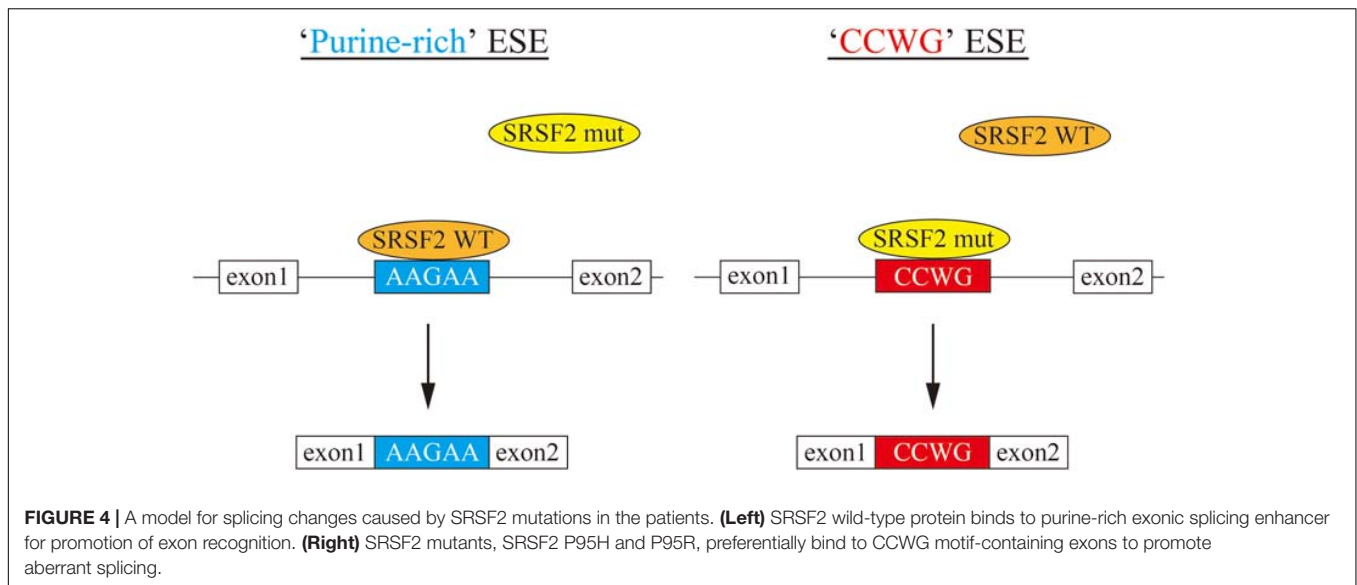 ‘Purine-rich’ ESE
‘CCWG’ ESE
SRSF2 mut
SRSF2 WT
SRSF2 WT
SRSF2 mut
exon1 AAGAA exon2
exon1 CCWG exon2
exon1 AAGAA exon2
exon1 CCWG exon2
FIGURE 4 | A model for splicing changes caused by SRSF2 mutations in the patients. (Left) SRSF2 wild-type protein binds to purine-rich exonic splicing enhancer
for promotion of exon recognition. (Right) SRSF2 mutants, SRSF2 P95H and P95R, preferentially bind to CCWG motif-containing exons to promote
aberrant splicing.